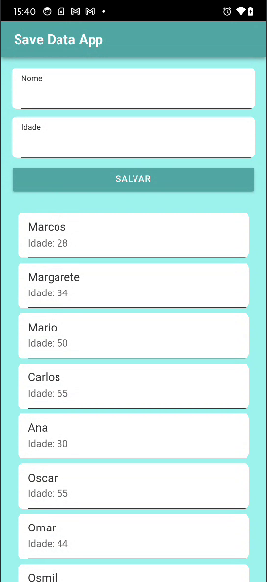 15:40
Save Data App
Nome
Idade
SALVAR
Marcos
Idade: 28
Margarete
Idade: 34
Mario
Idade: 50
Carlos
Idade: 55
Ana
Idade: 30
Oscar
Idade: 55
Omar
Idade: 44
Osmil